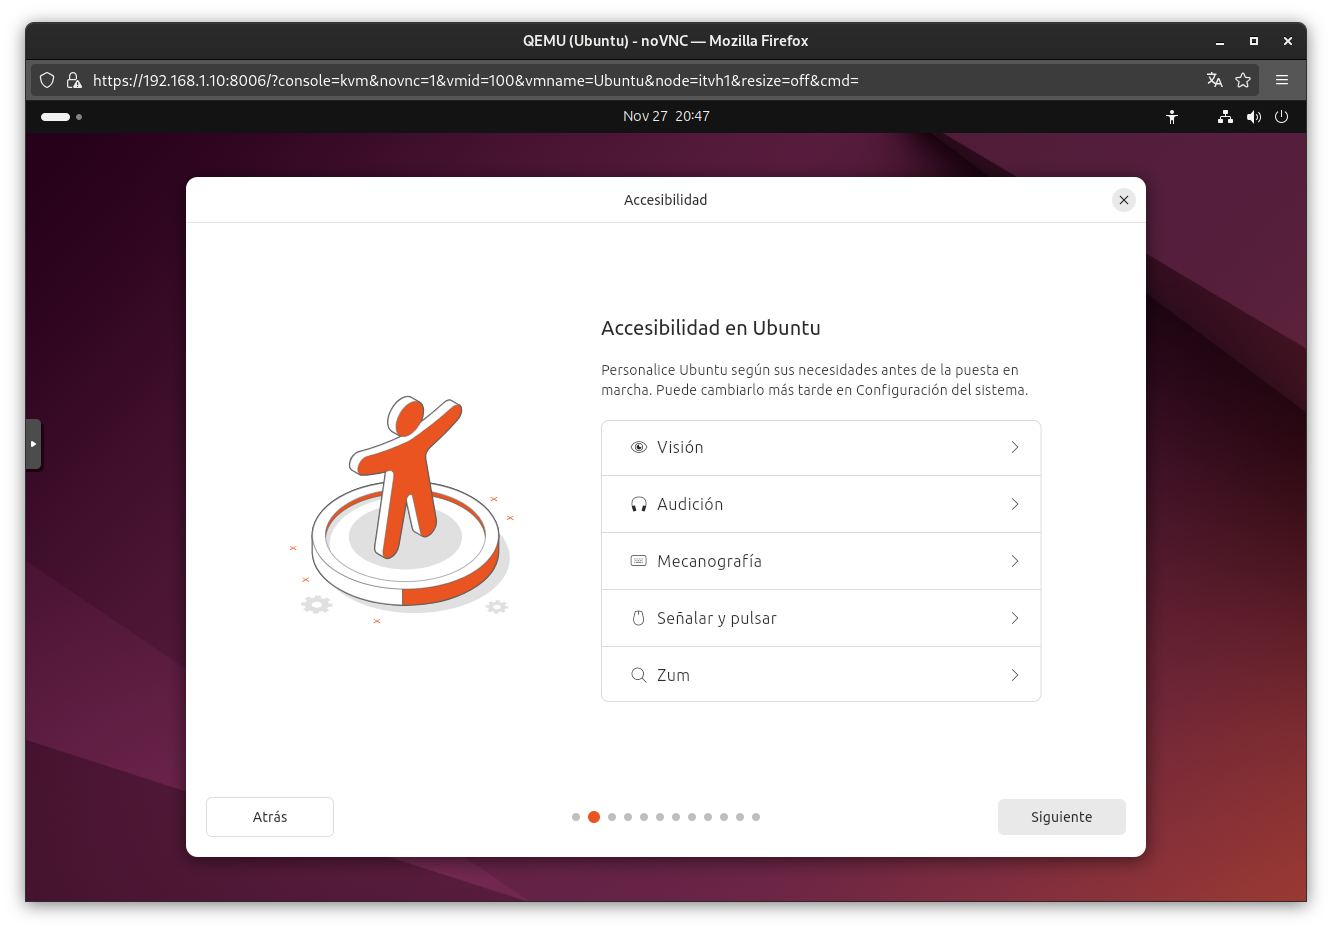 QEMU (Ubuntu) - noVNC — Mozilla Firefox
https://192.168.1.10:8006/?console=kvm&novnc=1&vmid=100&vmname=Ubuntu&node=itvh1&resize=off&cmd=
Nov 27 20:47
Accesibilidad
Accesibilidad en Ubuntu
Personalice Ubuntu según sus necesidades antes de la puesta en
marcha. Puede cambiarlo más tarde en Configuración del sistema.
Visión
Audición
Mecanografía
Señalar y pulsar
Zum
Atrás
Siguiente